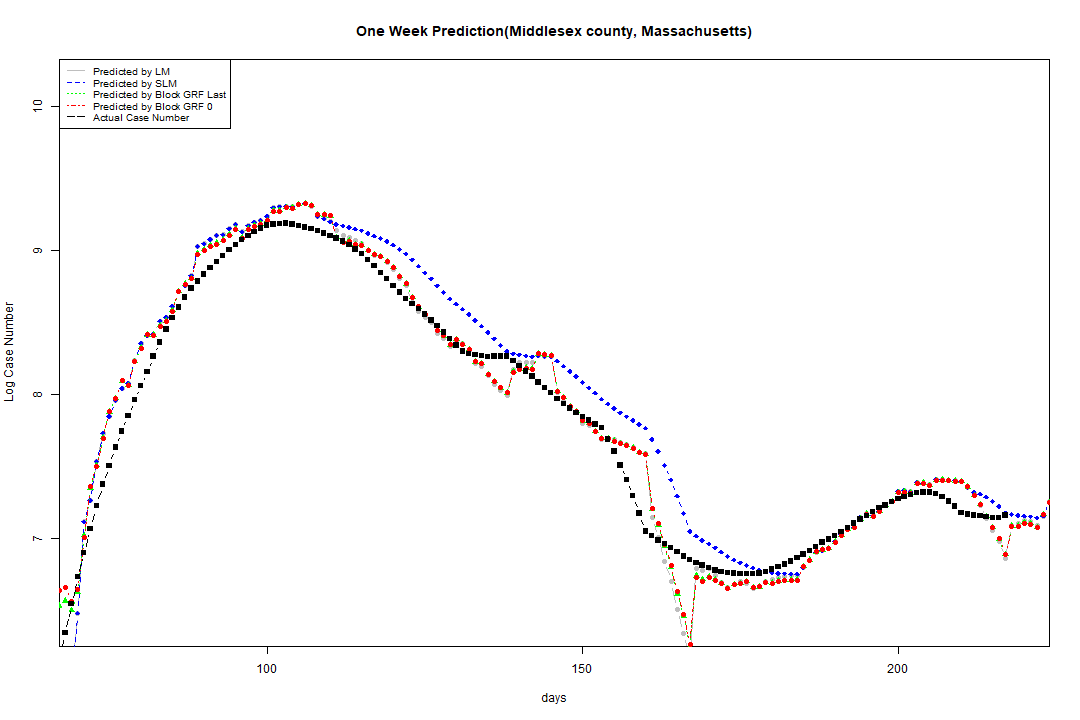 One Week Prediction(Middlesex county, Massachusetts)
Predicted by LM
Predicted by SLM
Predicted by Block GRF Last
Predicted by Block GRF 0
Actual Case Number
10
9
8
7
Log Case Number
100
150
200
days